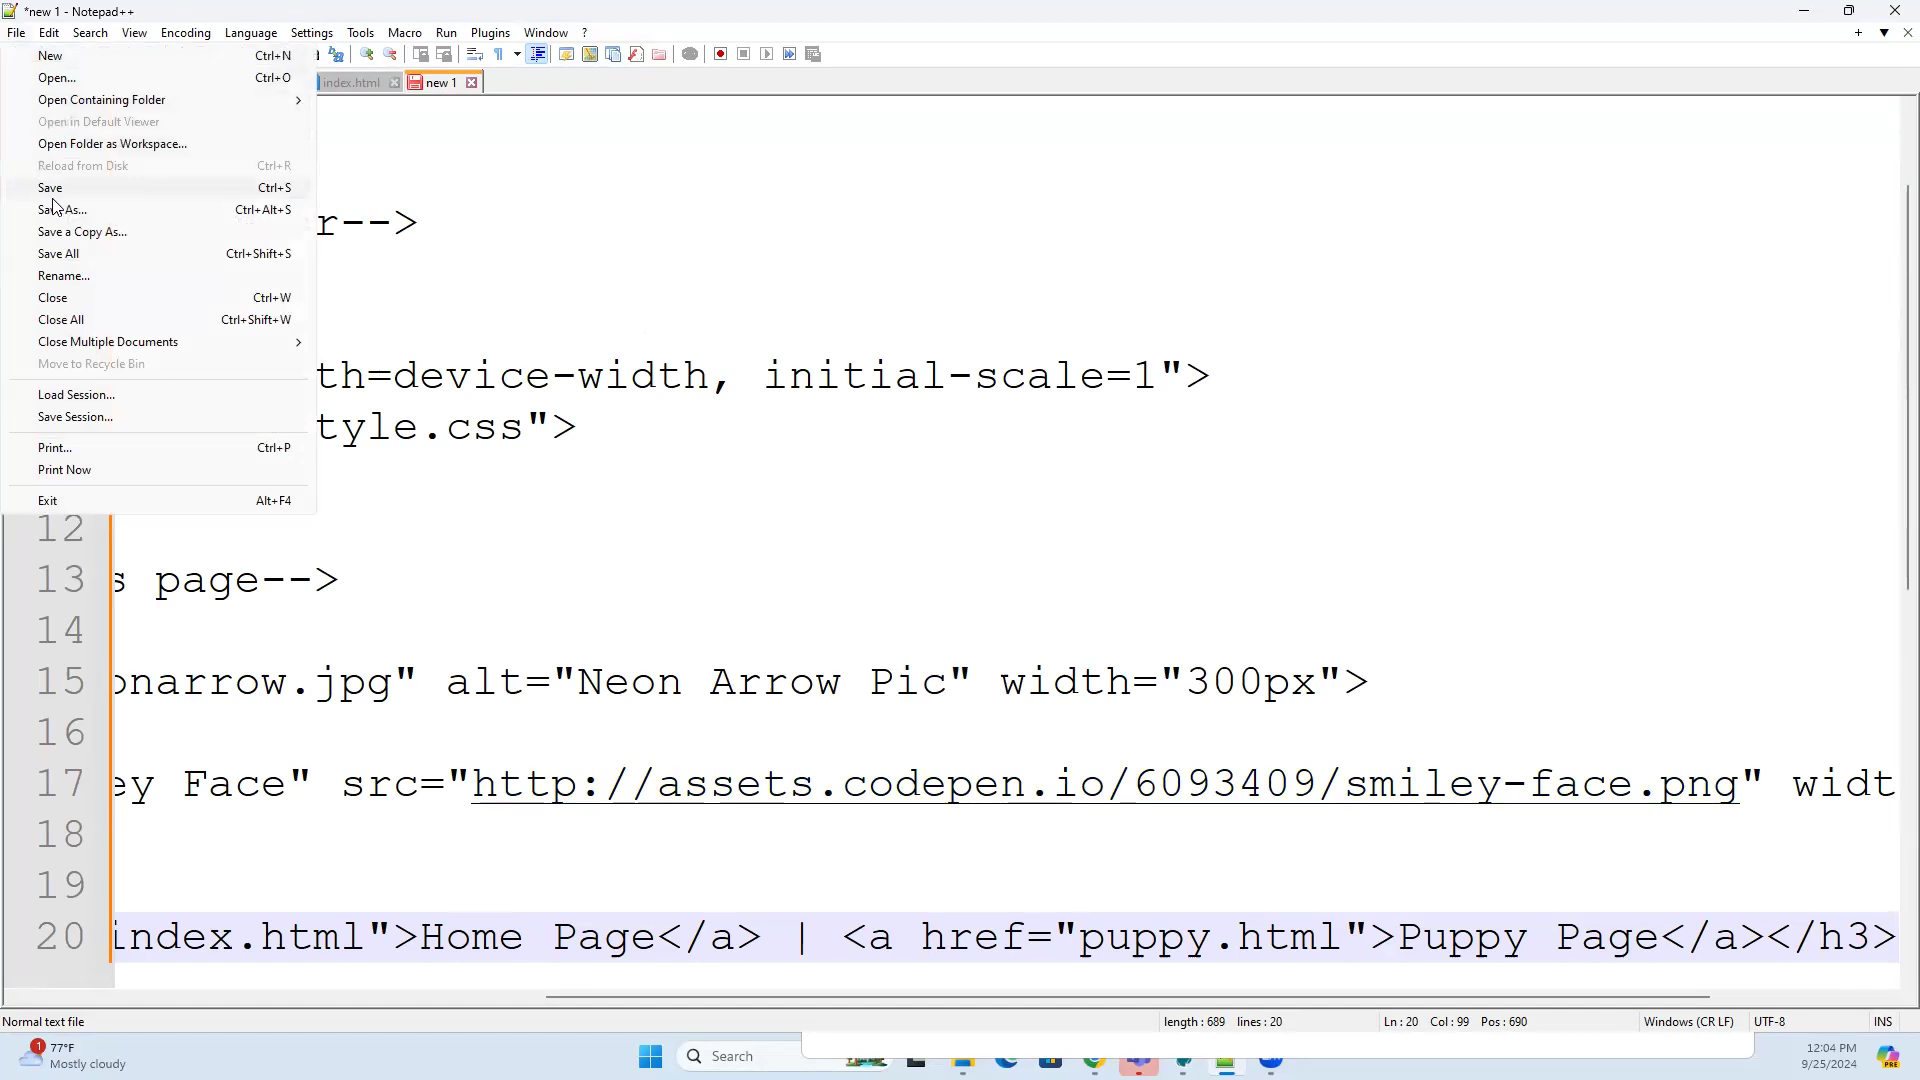 *new 1 - Notepad++
File Edit Search View Encoding Language Settings Tools Macro Run Plugins Window ?
New Ctrl+N
Open... Ctrl+O
index.html new 1
Open Containing Folder
Open in Default Viewer
Open Folder as Workspace...
Reload from Disk Ctrl+R
Save Ctrl+S
Save As... Ctrl+Alt+S
r-->
Save a Copy As...
Save All Ctrl+Shift+S
Rename...
Close Ctrl+W
Close All Ctrl+Shift+W
Close Multiple Documents
Move to Recycle Bin
th=device-width, initial-scale=1">
Load Session...
Save Session...
tyle.css">
Print... Ctrl+P
Print Now
Exit Alt+F4
12
13 s page-->
14
15 onarrow.jpg" alt="Neon Arrow Pic" width="300px">
16
17 ey Face" src="http://assets.codepen.io/6093409/smiley-face.png" widt
18
19
20 index.html">Home Page</a> | <a href="puppy.html">Puppy Page</a></h3>
Normal text file length : 689 lines : 20 Ln : 20 Col : 99 Pos : 690 Windows (CR LF) UTF-8 INS
1 77°F
Mostly cloudy
Search
12:04 PM
9/25/2024
PRE